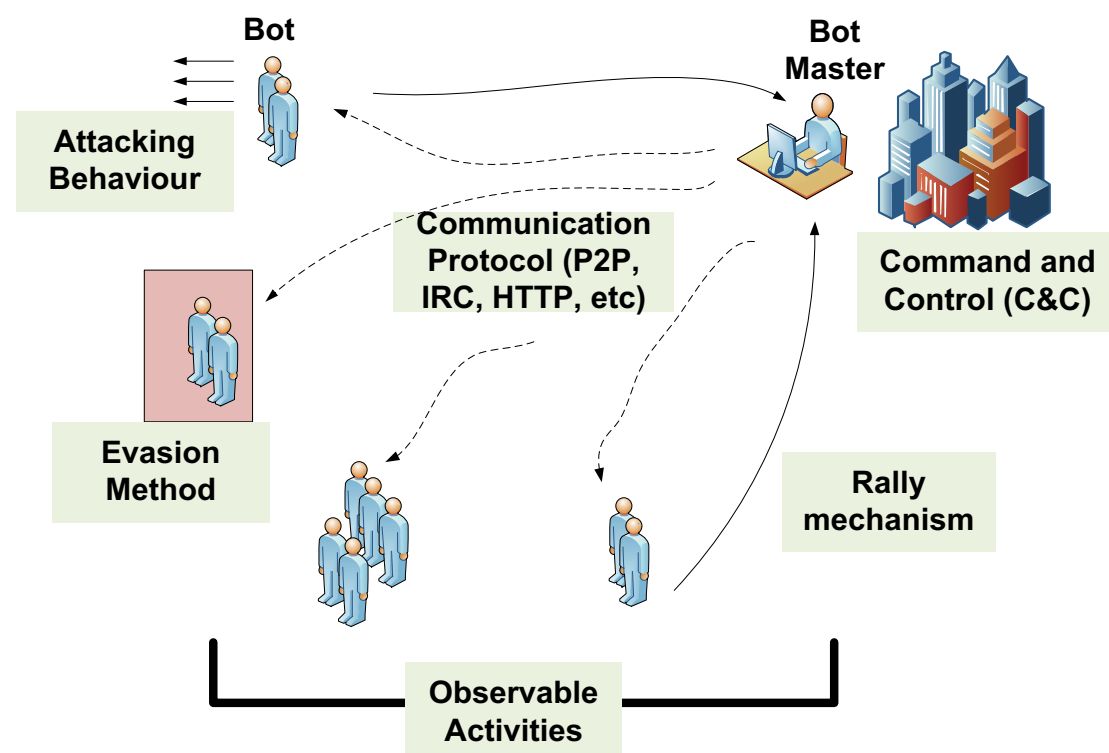 Bot
Bot
Master
Attacking
Behaviour
Communication
Protocol (P2P,
IRC, HTTP, etc)
Command and
Control (C&C)
Evasion
Method
Rally
mechanism
Observable
Activities